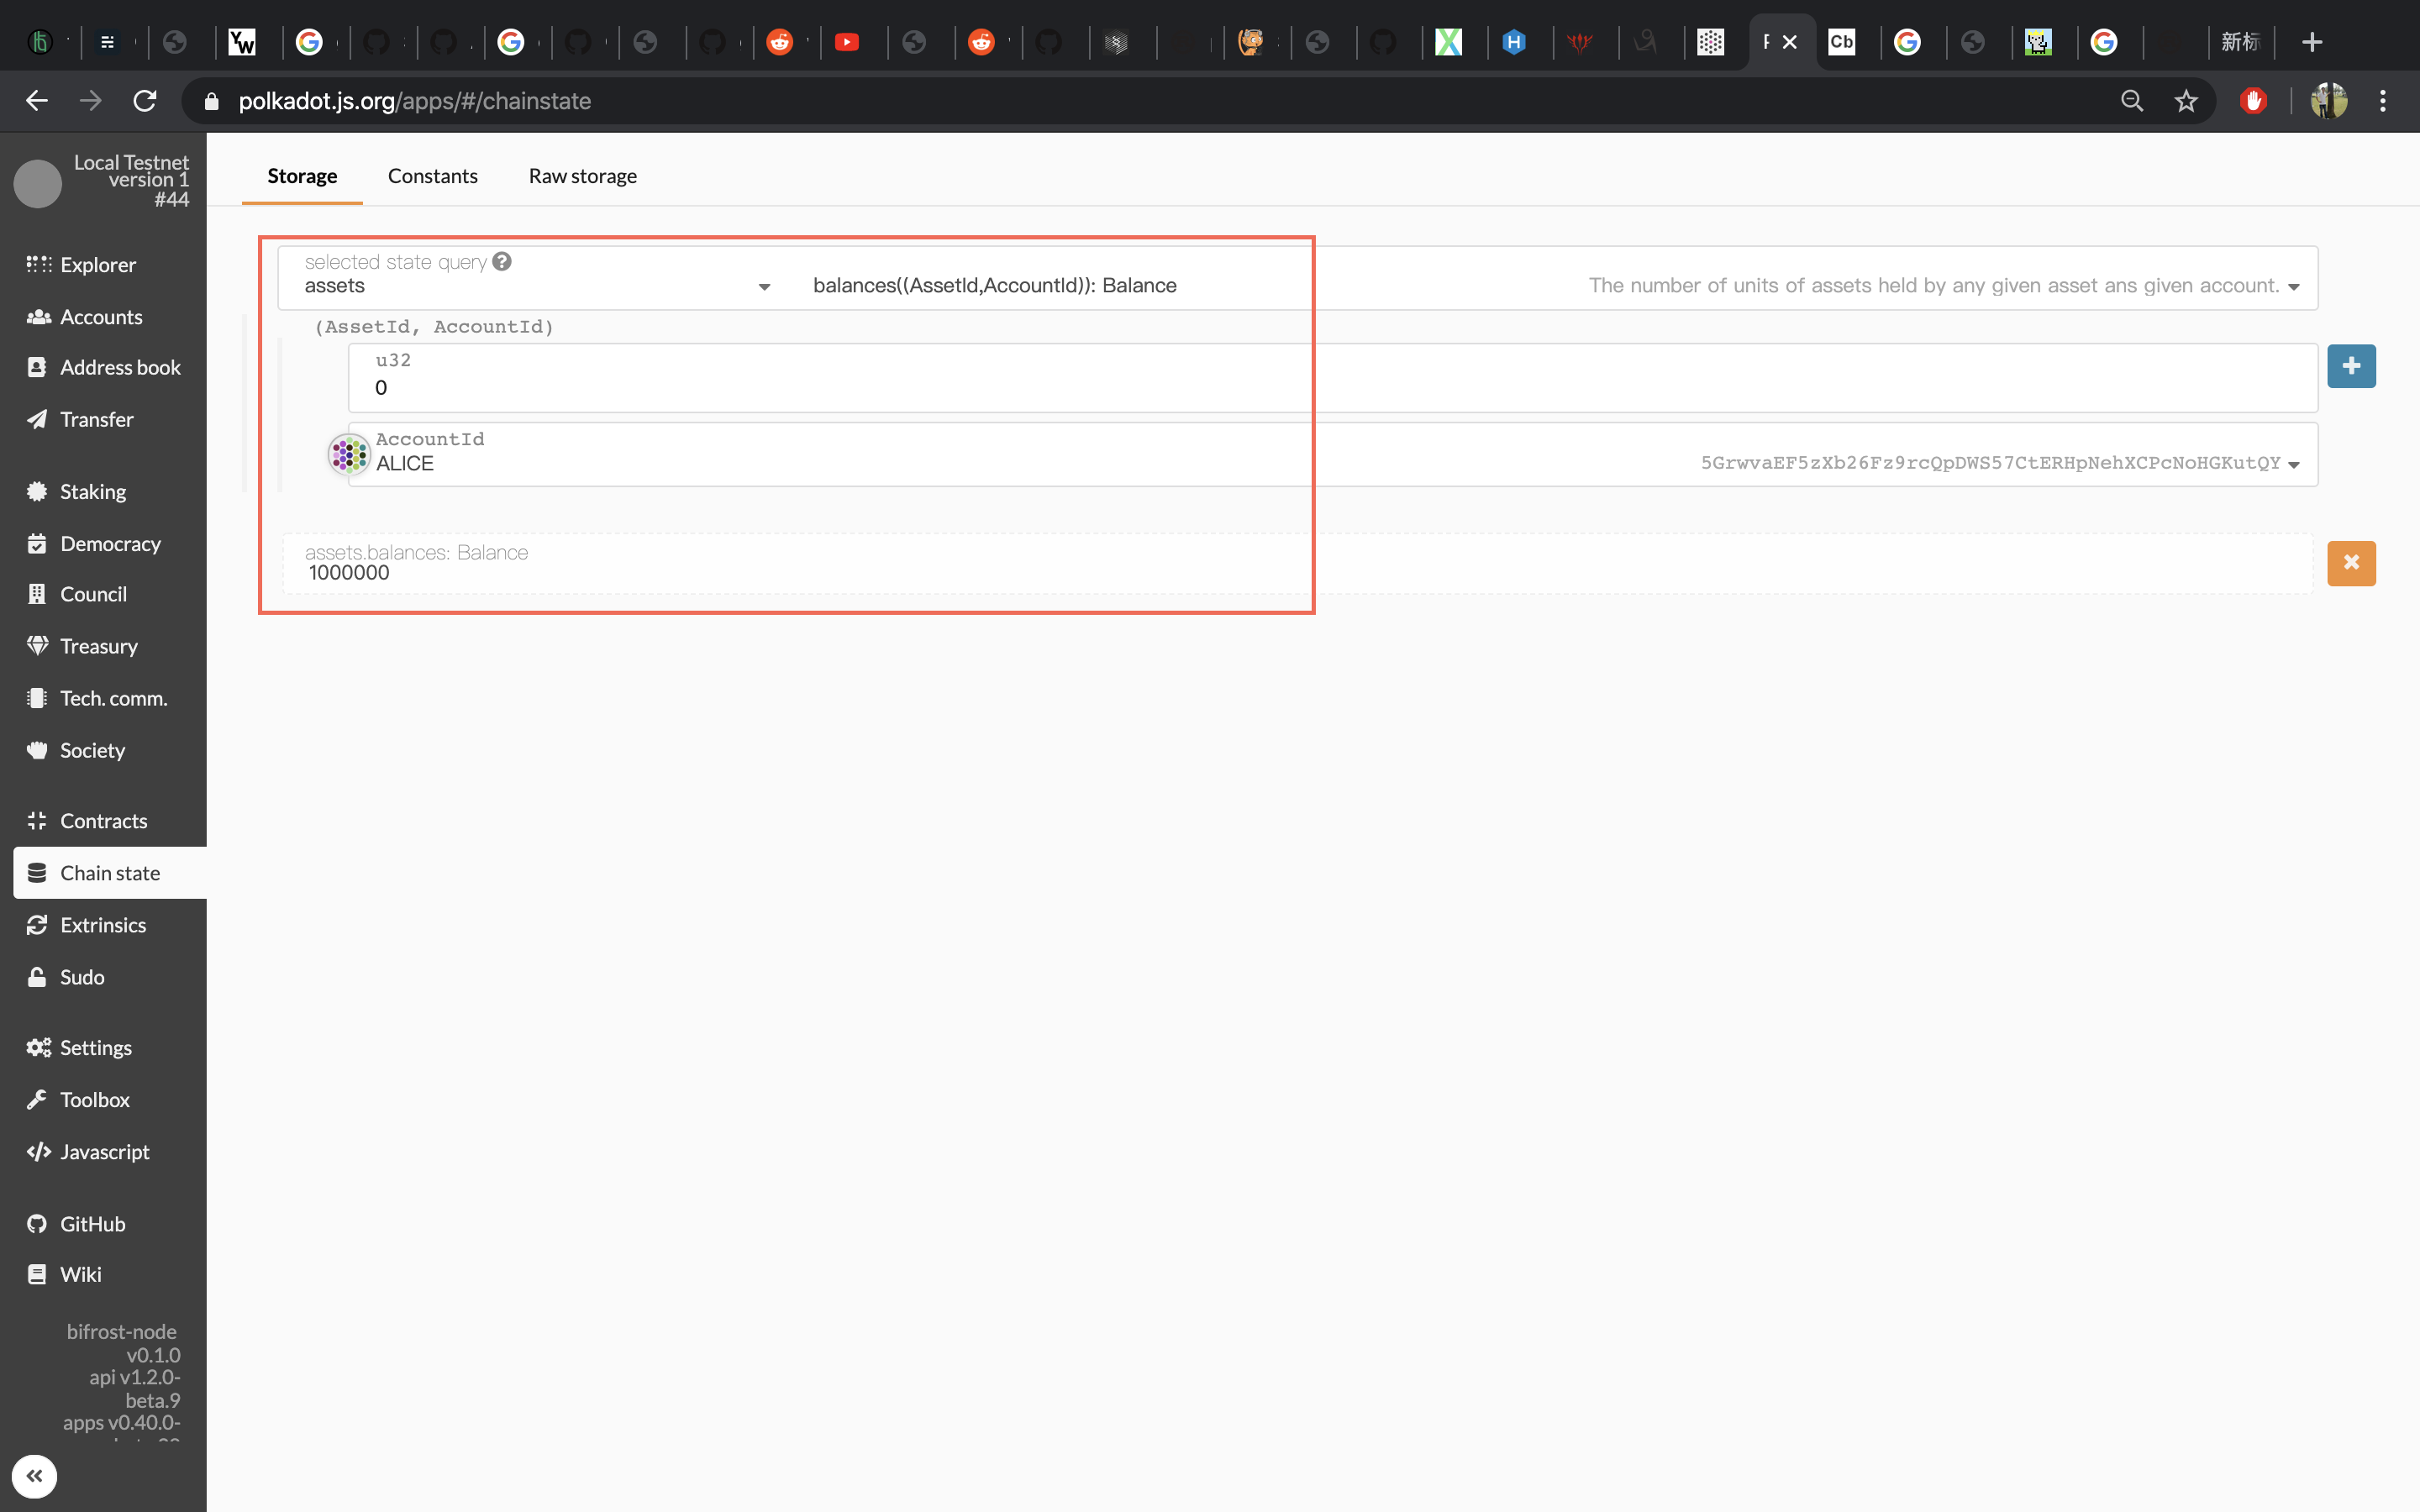 YW
Cb
新标
polkadot.js.org/apps/#/chainstate
Local Testnet
version 1
#44
Explorer
Accounts
Address book
Transfer
Staking
Democracy
Council
Treasury
Tech. comm.
Society
Contracts
Chain state
Extrinsics
Sudo
Settings
Toolbox
Javascript
GitHub
Wiki
bifrost-node
v0.1.0
api v1.2.0-
beta.9
apps v0.40.0-
Storage Constants Raw storage
selected state query
assets balances((AssetId,AccountId)): Balance The number of units of assets held by any given asset ans given account.
(AssetId, AccountId)
u32
0
AccountId
ALICE 5GrwvaEF5zXb26Fz9rcQpDWS57CtERHpNehXCPcNoHGKutQY
assets.balances: Balance
1000000